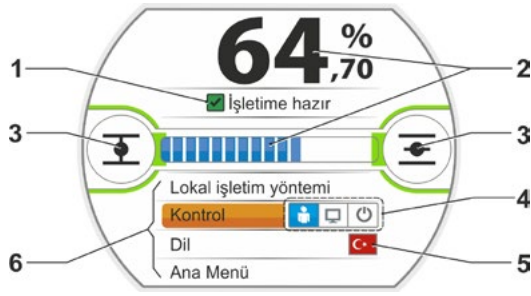 64,70 %
1
2
İşletime hazır
3
3
Lokal işletim yöntemi
4
Kontrol
Dil
5
6
Ana Menü